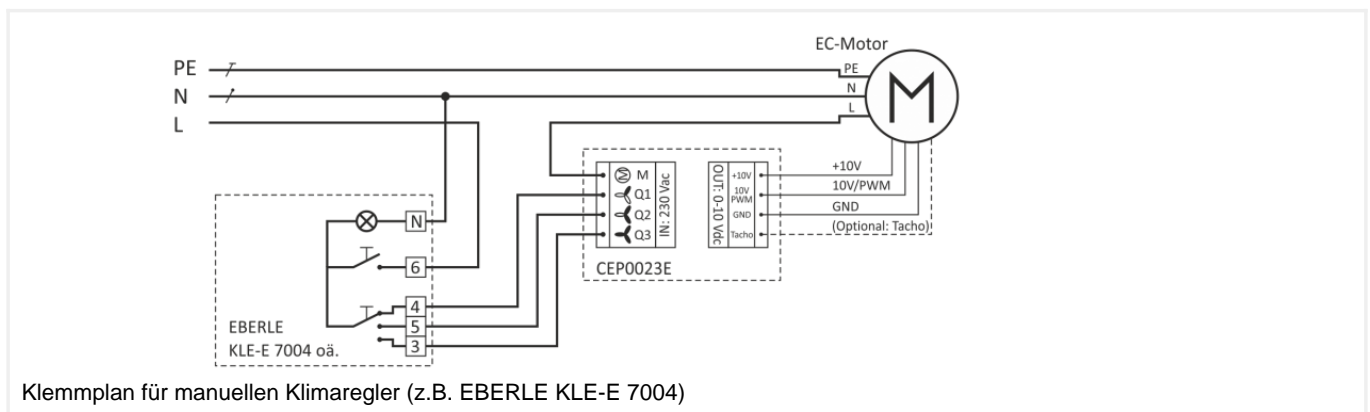 EC-Motor
PE
PE
N
N
L
L
M
+10V
10V/PWM
GND
(Optional: Tacho)
M M
Q1
Q2
Q3
IN: 230 Vac
OUT: 0-10 Vdc
+10V
10V
PWM
GND
Tacho
CEP0023E
N
6
4
5
3
EBERLE
KLE-E 7004 oä.
Klemmplan für manuellen Klimaregler (z.B. EBERLE KLE-E 7004)